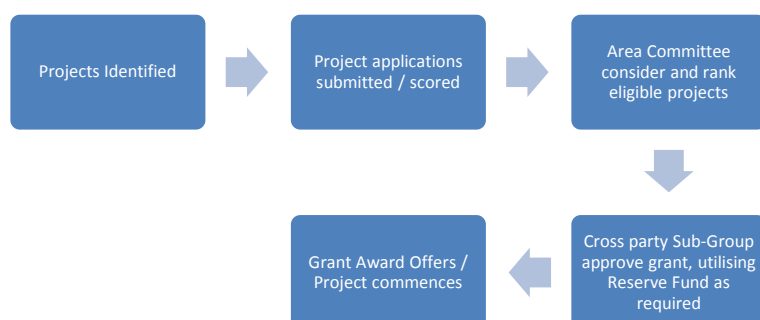 Projects Identified
Project applications
submitted / scored
Area Committee
consider and rank
eligible projects
Cross party Sub-Group
approve grant, utilising
Reserve Fund as
required
Grant Award Offers /
Project commences